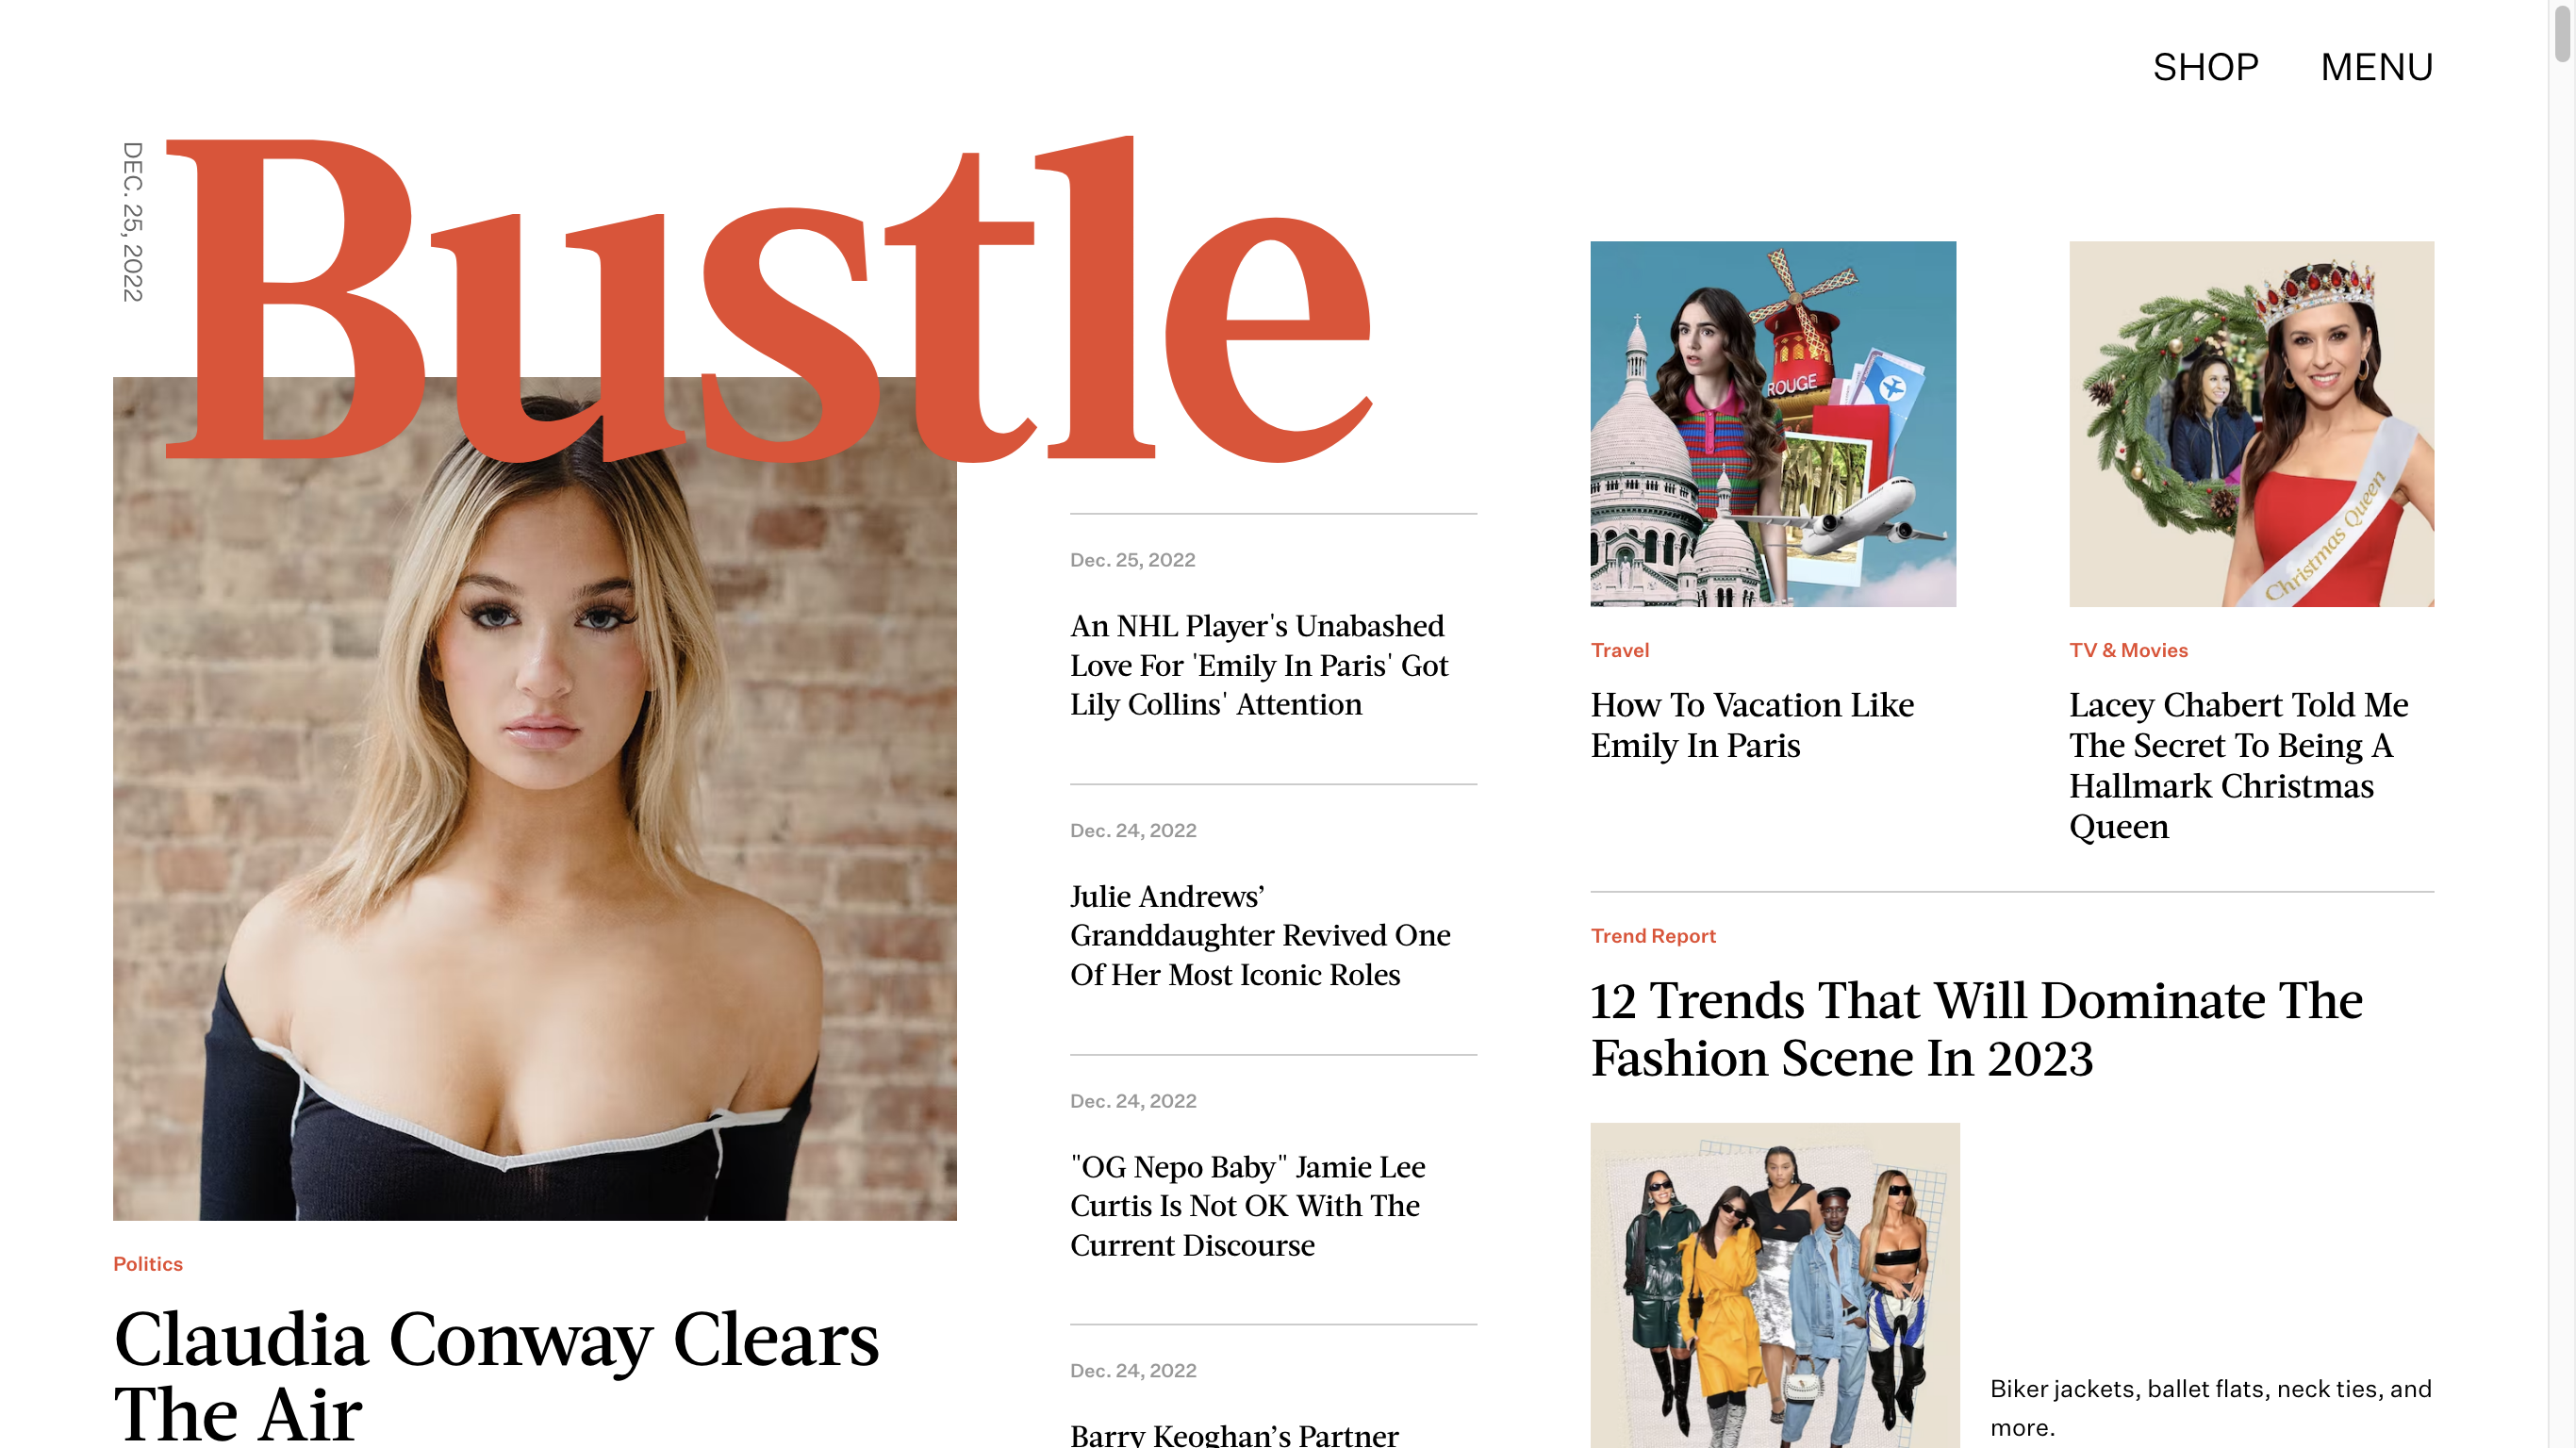 SHOP
MENU
DEC. 25, 2022
Bustle
Politics
Claudia Conway Clears
The Air
Dec. 25, 2022
An NHL Player's Unabashed
Love For 'Emily In Paris' Got
Lily Collins' Attention
Dec. 24, 2022
Julie Andrews’
Granddaughter Revived One
Of Her Most Iconic Roles
Dec. 24, 2022
"OG Nepo Baby" Jamie Lee
Curtis Is Not OK With The
Current Discourse
Dec. 24, 2022
Barry Keoghan’s Partner
ROUGE
Travel
How To Vacation Like
Emily In Paris
Christmas Queen
TV & Movies
Lacey Chabert Told Me
The Secret To Being A
Hallmark Christmas
Queen
Trend Report
12 Trends That Will Dominate The
Fashion Scene In 2023
Biker jackets, ballet flats, neck ties, and
more.